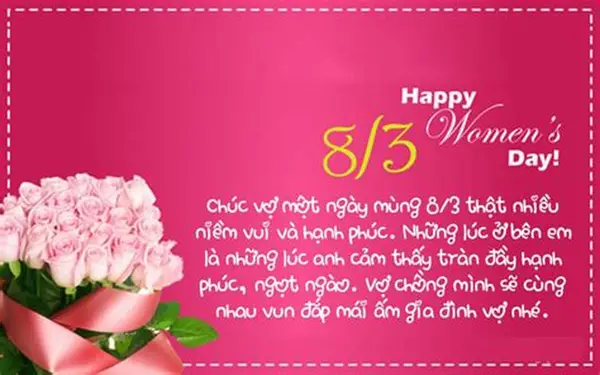 Happy
8/3 Women's
Day!
Chúc vợ một ngày mùng 8/3 thật nhiều
niềm vui và hạnh phúc. Những lúc ở bên em
là những lúc anh cảm thấy tràn đầy hạnh
phúc, ngọt ngào. Vợ chồng mình sẽ cùng
nhau vun đắp mái ấm gia đình vợ nhé.